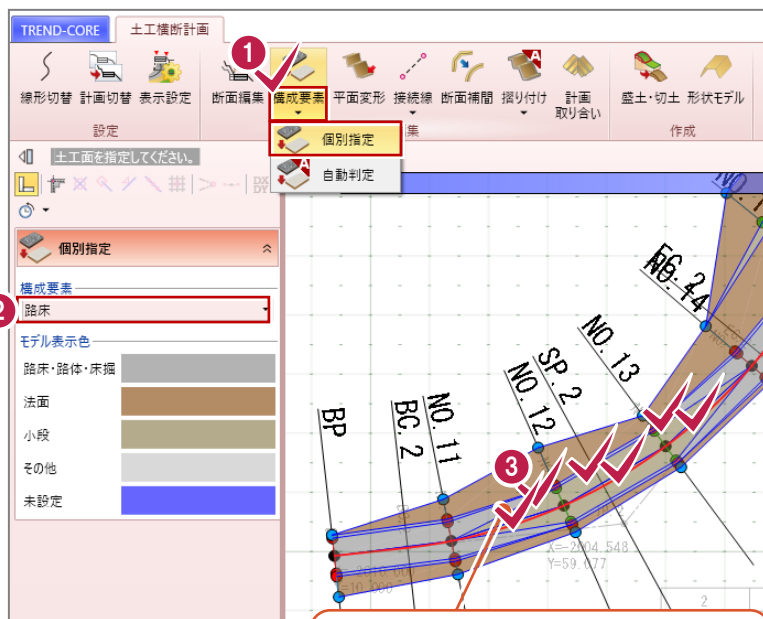 TREND-CORE 土工横断計画
1
線形切替 計画切替 表示設定 断面編集 構成要素 平面変形 接続線 断面補間 摺り付け 計画取り合い 盛土・切土 形状モデル
設定 集 作成
個別指定
自動判定
土工面を指定してください。
個別指定
構成要素
2
路床
モデル表示色
路床・路体・床掘
法面
小段
その他
未設定
BP
BC. 2
NO. 11
NO. 12
SP. 2
NO. 13
NO. 14
EC. 2
3
X=-2004.548
Y=59.077
2